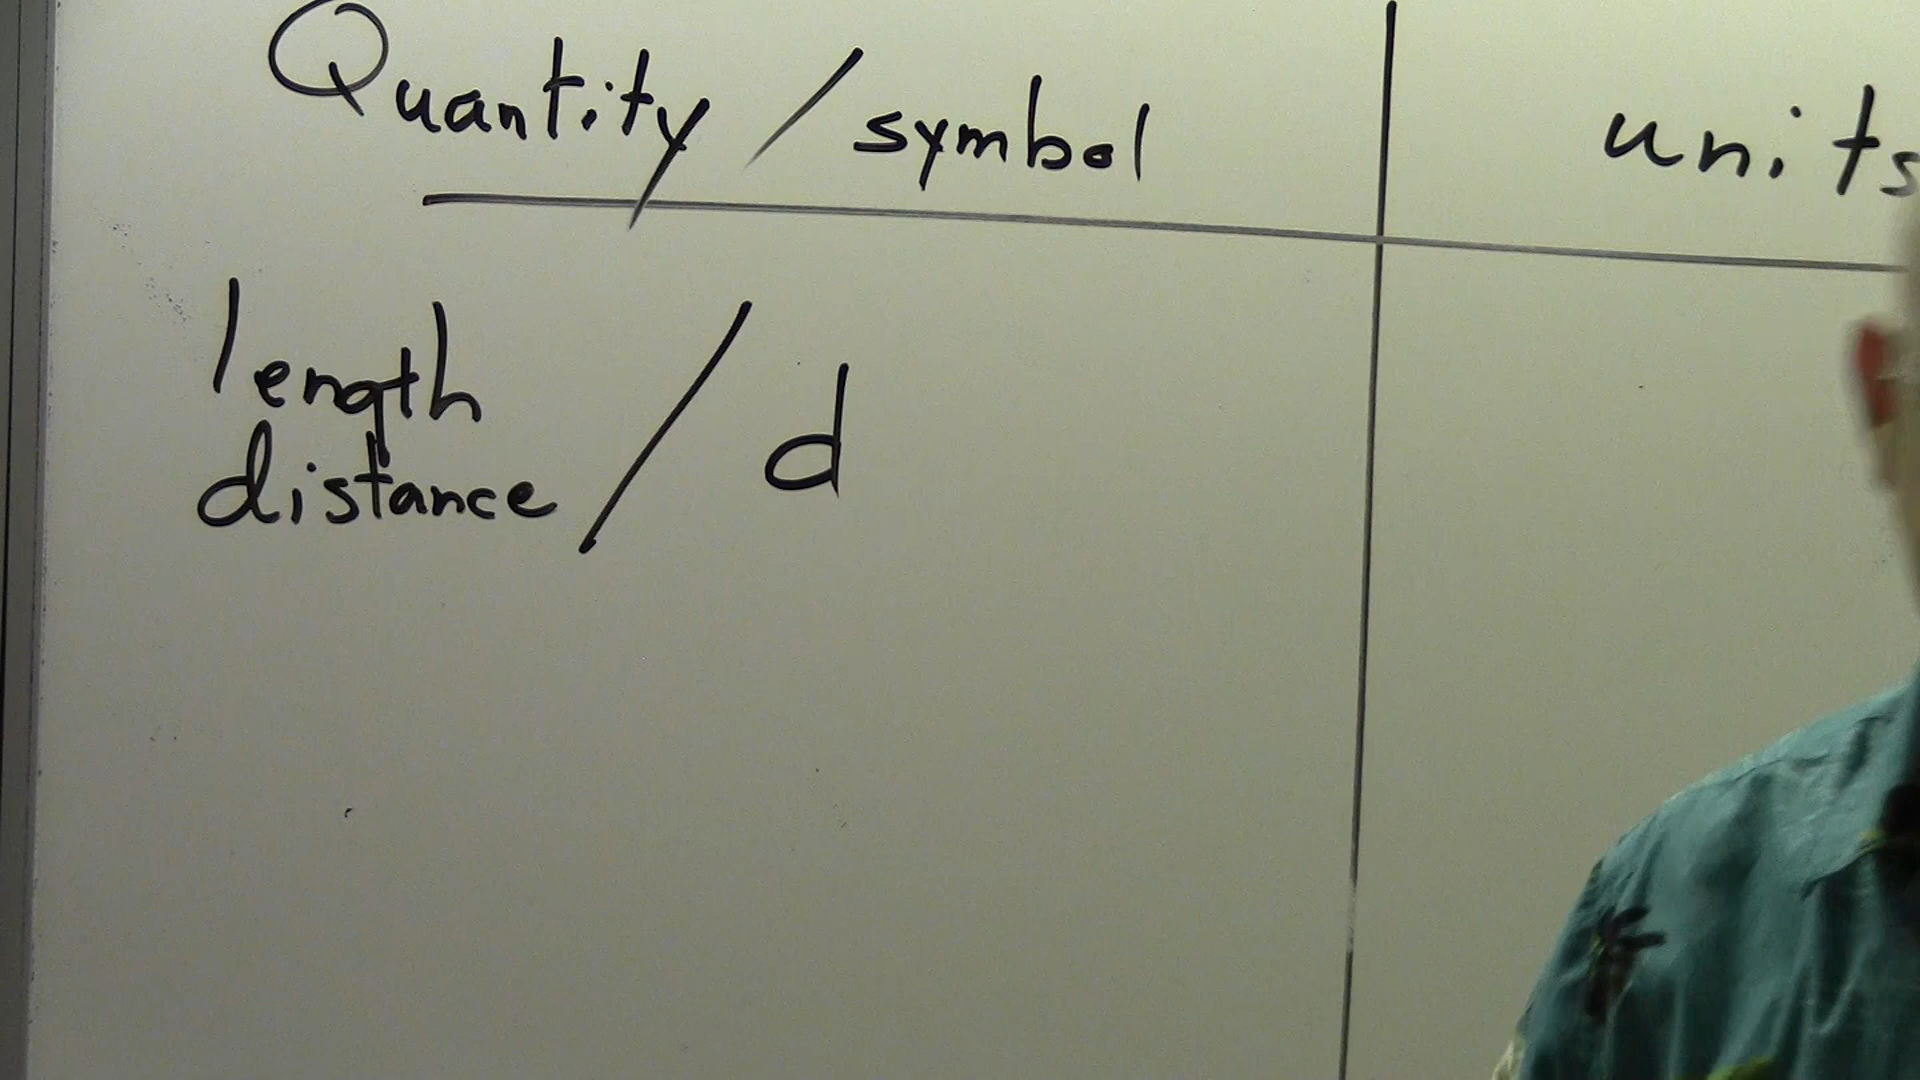 Quantity / symbol
units
length
distance / d